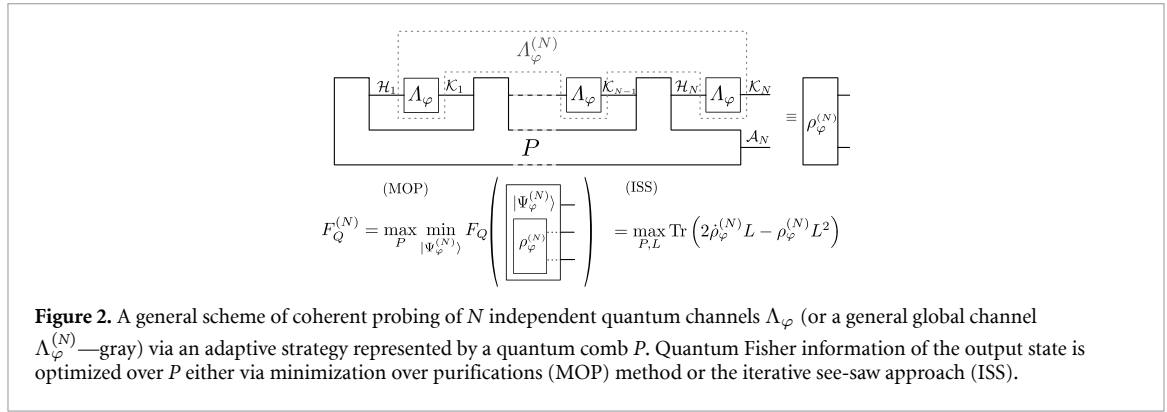 Λ_φ^(N)
ℋ₁ Λ_φ 𝒦₁ Λ_φ 𝒦_{N−1} ℋ_N Λ_φ 𝒦_N
≡ ρ_φ^(N)
P 𝒜_N
(MOP) (ISS)
F_Q^(N) = max_P min_{|Ψ_φ^(N)⟩} F_Q ( |Ψ_φ^(N)⟩ ρ_φ^(N) ) = max_{P,L} Tr ( 2ρ̇_φ^(N) L − ρ_φ^(N) L² )
Figure 2. A general scheme of coherent probing of N independent quantum channels Λ_φ (or a general global channel
Λ_φ^(N)—gray) via an adaptive strategy represented by a quantum comb P. Quantum Fisher information of the output state is
optimized over P either via minimization over purifications (MOP) method or the iterative see-saw approach (ISS).